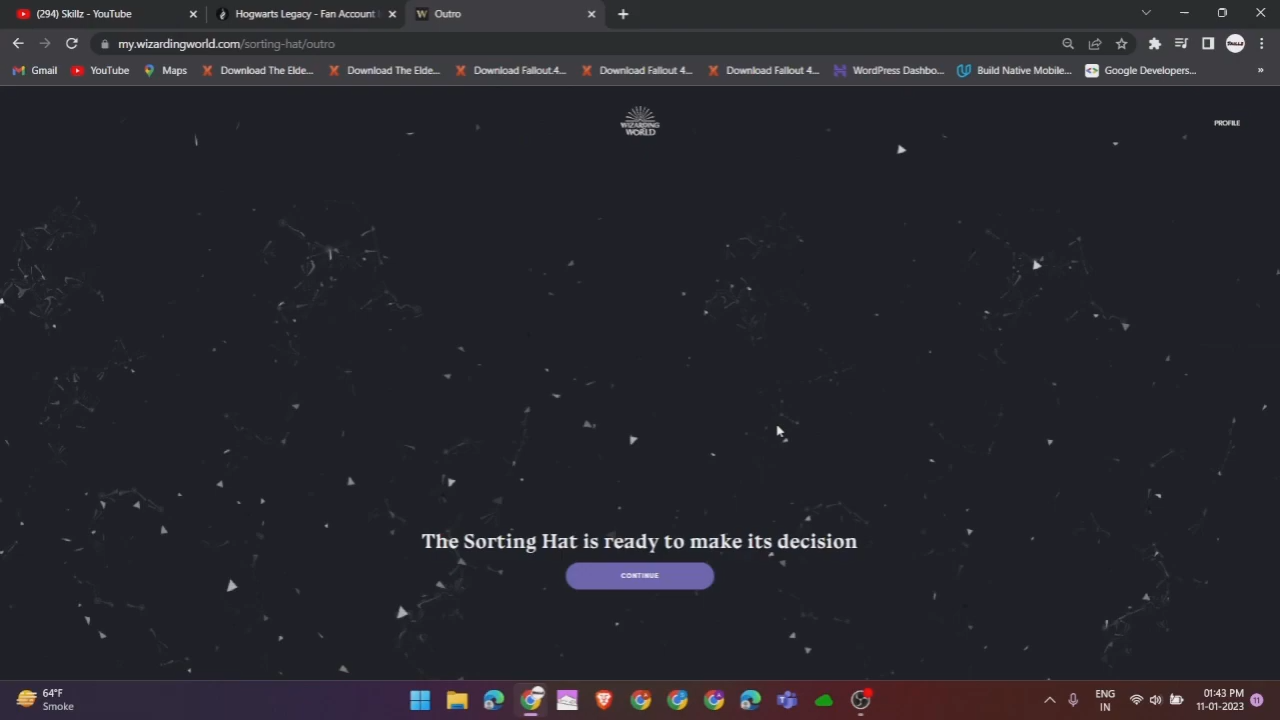 (294) Skillz - YouTube
Hogwarts Legacy - Fan Account
Outro
my.wizardingworld.com/sorting-hat/outro
Gmail
YouTube
Maps
Download The Elde...
Download The Elde...
Download Fallout.4...
Download Fallout 4...
Download Fallout 4...
WordPress Dashbo...
Build Native Mobile...
Google Developers...
»
WIZARDING
WORLD
PROFILE
The Sorting Hat is ready to make its decision
CONTINUE
64°F
Smoke
ENG
IN
01:43 PM
11-01-2023